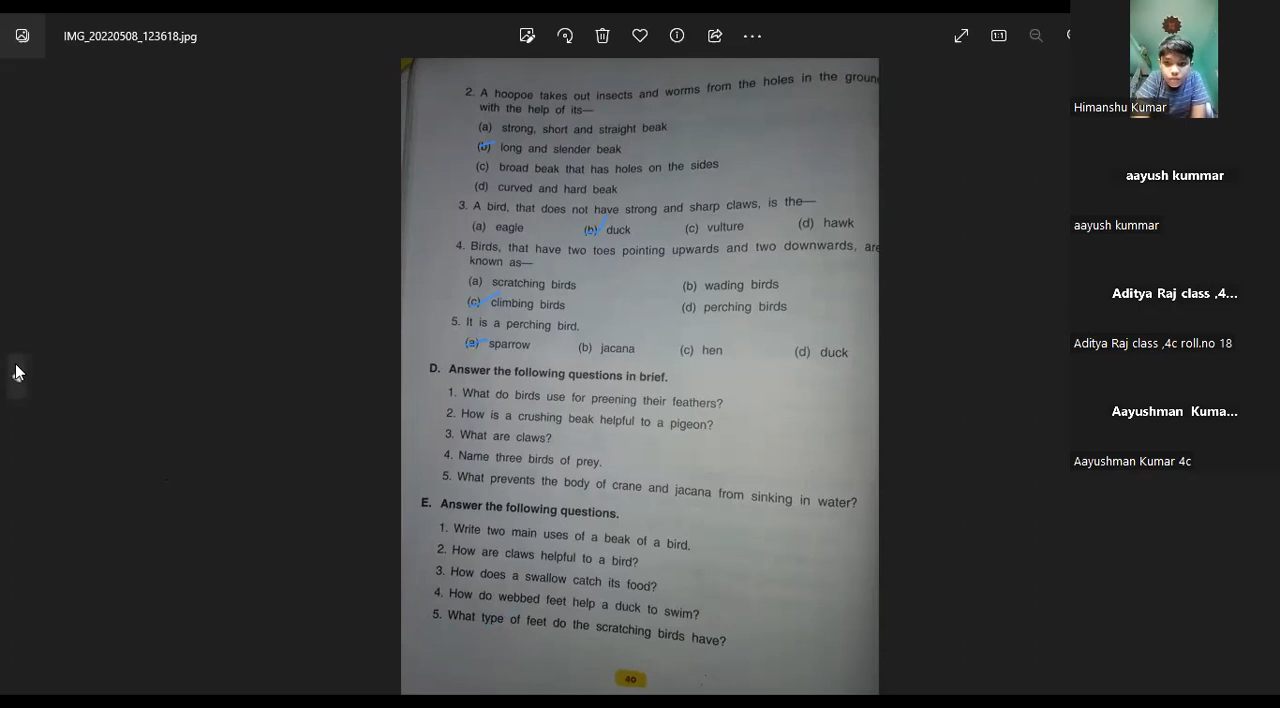 IMG_20220508_123618.jpg
2. A hoopoe takes out insects and worms from the holes in the groun
with the help of its—
(a) strong, short and straight beak
(b) long and slender beak
(c) broad beak that has holes on the sides
(d) curved and hard beak
3. A bird, that does not have strong and sharp claws, is the—
(a) eagle (b) duck (c) vulture (d) hawk
4. Birds, that have two toes pointing upwards and two downwards, are
known as—
(a) scratching birds (b) wading birds
(c) climbing birds (d) perching birds
5. It is a perching bird.
(a) sparrow (b) jacana (c) hen (d) duck
D. Answer the following questions in brief.
1. What do birds use for preening their feathers?
2. How is a crushing beak helpful to a pigeon?
3. What are claws?
4. Name three birds of prey.
5. What prevents the body of crane and jacana from sinking in water?
E. Answer the following questions.
1. Write two main uses of a beak of a bird.
2. How are claws helpful to a bird?
3. How does a swallow catch its food?
4. How do webbed feet help a duck to swim?
5. What type of feet do the scratching birds have?
40
Himanshu Kumar
aayush kummar
aayush kummar
Aditya Raj class ,4...
Aditya Raj class ,4c roll.no 18
Aayushman Kuma...
Aayushman Kumar 4c
1:1